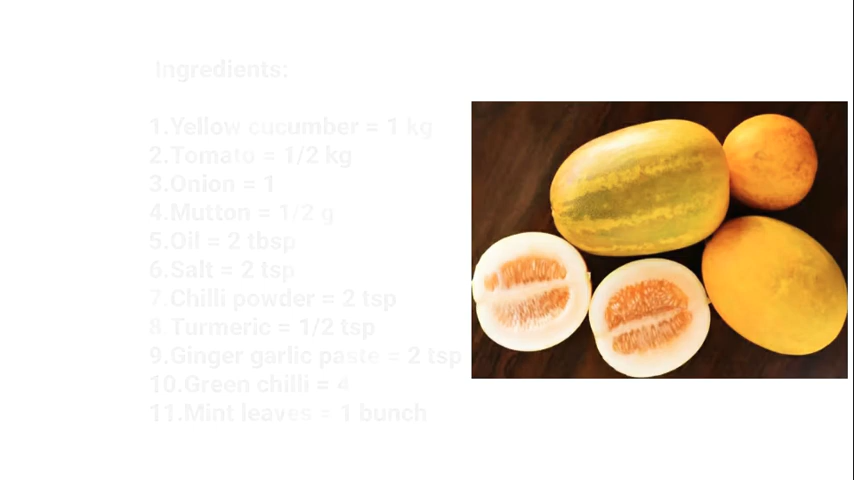 Ingredients:
1.Yellow cucumber = 1 kg
2.Tomato = 1/2 kg
3.Onion = 1
4.Mutton = 1/2 g
5.Oil = 2 tbsp
6.Salt = 2 tsp
7.Chilli powder = 2 tsp
8.Turmeric = 1/2 tsp
9.Ginger garlic paste = 2 tsp
10.Green chilli = 4
11.Mint leaves = 1 bunch